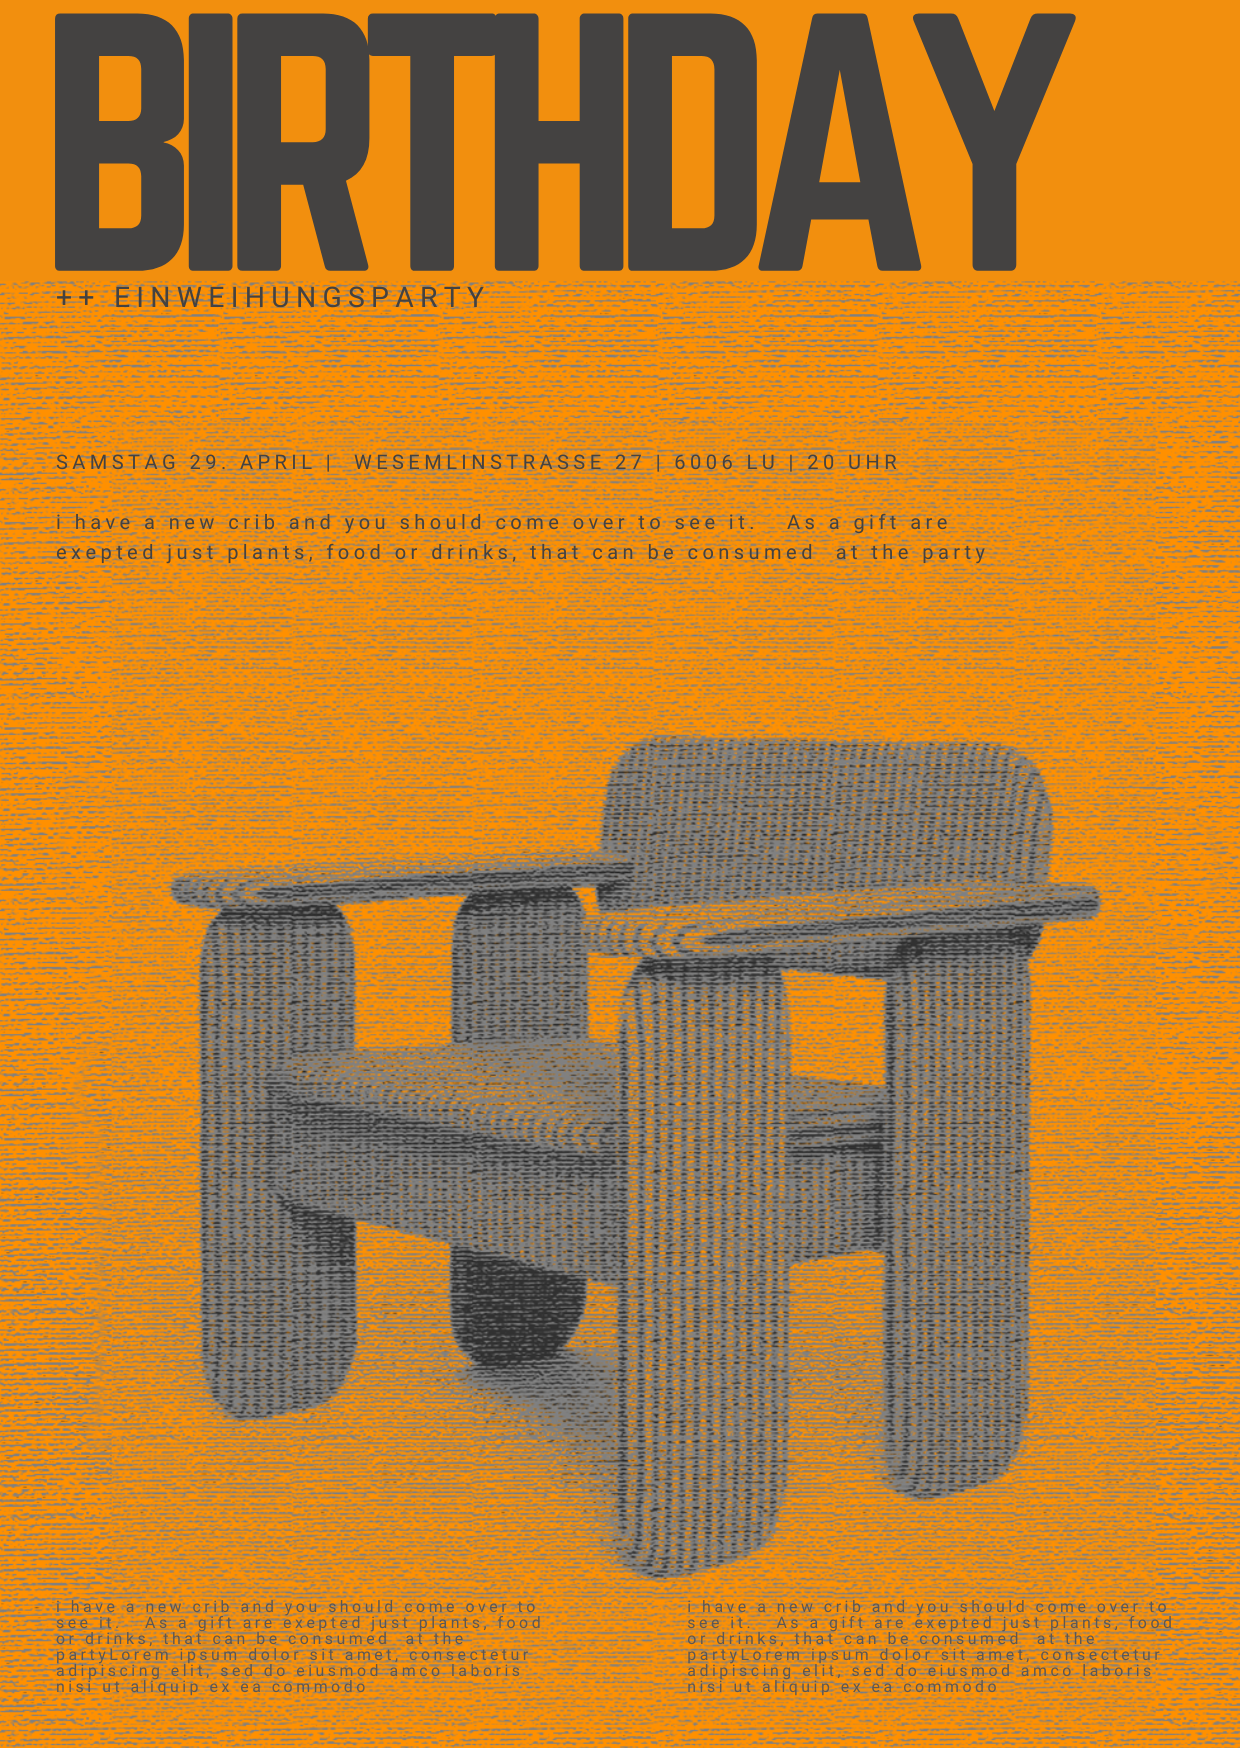 BIRTHDAY
++ EINWEIHUNGSPARTY
SAMSTAG 29. APRIL | WESEMLINSTRASSE 27 | 6006 LU | 20 UHR
i have a new crib and you should come over to see it. As a gift are
exepted just plants, food or drinks, that can be consumed at the party
i have a new crib and you should come over to
see it. As a gift are exepted just plants, food
or drinks, that can be consumed at the
partyLorem ipsum dolor sit amet, consectetur
adipiscing elit, sed do eiusmod amco laboris
nisi ut aliquip ex ea commodo
i have a new crib and you should come over to
see it. As a gift are exepted just plants, food
or drinks, that can be consumed at the
partyLorem ipsum dolor sit amet, consectetur
adipiscing elit, sed do eiusmod amco laboris
nisi ut aliquip ex ea commodo